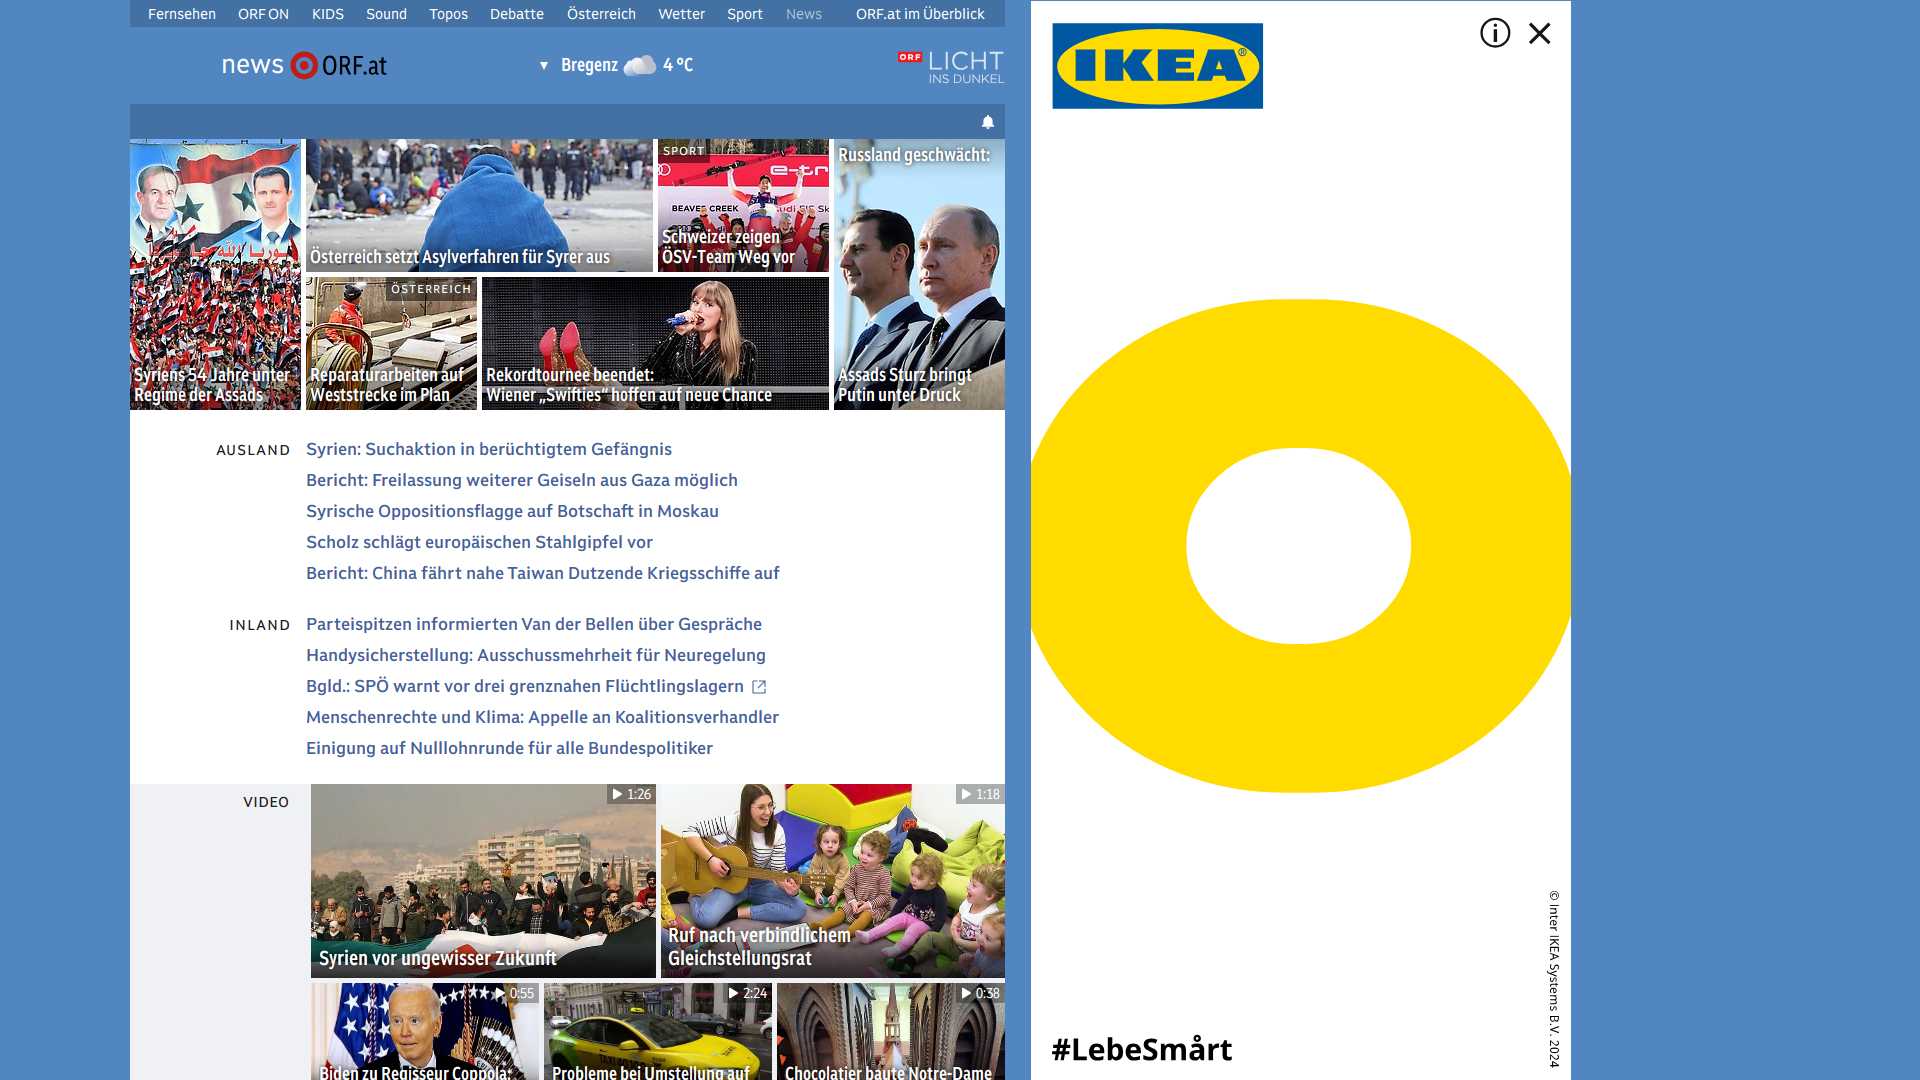 Fernsehen ORF ON KIDS Sound Topos Debatte Österreich Wetter Sport News ORF.at im Überblick
news ORF.at
▼ Bregenz 4 °C
ORF LICHT
INS DUNKEL
Syriens 54 Jahre unter
Regime der Assads
Österreich setzt Asylverfahren für Syrer aus
SPORT
BEAVER CREEK
Schweizer zeigen
ÖSV-Team Weg vor
Russland geschwächt:
Assads Sturz bringt
Putin unter Druck
ÖSTERREICH
Reparaturarbeiten auf
Weststrecke im Plan
Rekordtournee beendet:
Wiener „Swifties“ hoffen auf neue Chance
AUSLAND
Syrien: Suchaktion in berüchtigtem Gefängnis
Bericht: Freilassung weiterer Geiseln aus Gaza möglich
Syrische Oppositionsflagge auf Botschaft in Moskau
Scholz schlägt europäischen Stahlgipfel vor
Bericht: China fährt nahe Taiwan Dutzende Kriegsschiffe auf
INLAND
Parteispitzen informierten Van der Bellen über Gespräche
Handysicherstellung: Ausschussmehrheit für Neuregelung
Bgld.: SPÖ warnt vor drei grenznahen Flüchtlingslagern
Menschenrechte und Klima: Appelle an Koalitionsverhandler
Einigung auf Nulllohnrunde für alle Bundespolitiker
VIDEO
1:26
Syrien vor ungewisser Zukunft
1:18
Ruf nach verbindlichem
Gleichstellungsrat
0:55
Biden zu Regisseur Coppola:
2:24
Probleme bei Umstellung auf
0:38
Chocolatier baute Notre-Dame
IKEA®
#LebeSmårt
© Inter IKEA Systems B.V. 2024